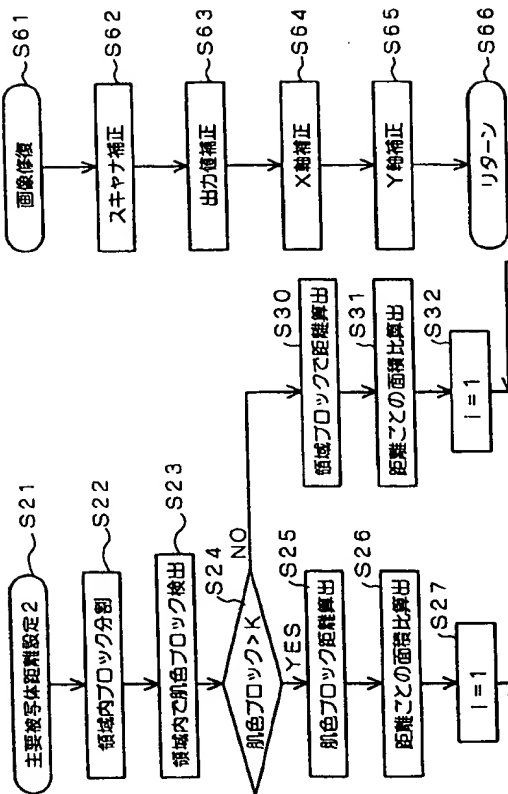 画像修復
S61
スキャナ補正
S62
出力値補正
S63
X軸補正
S64
Y軸補正
S65
リターン
S66
主要被写体距離設定2
S21
領域内ブロック分割
S22
領域内で肌色ブロック検出
S23
肌色ブロック>K
S24
NO
YES
肌色ブロック距離算出
S25
距離ごとの面積比算出
S26
I=1
S27
領域ブロックで距離算出
S30
距離ごとの面積比算出
S31
I=1
S32